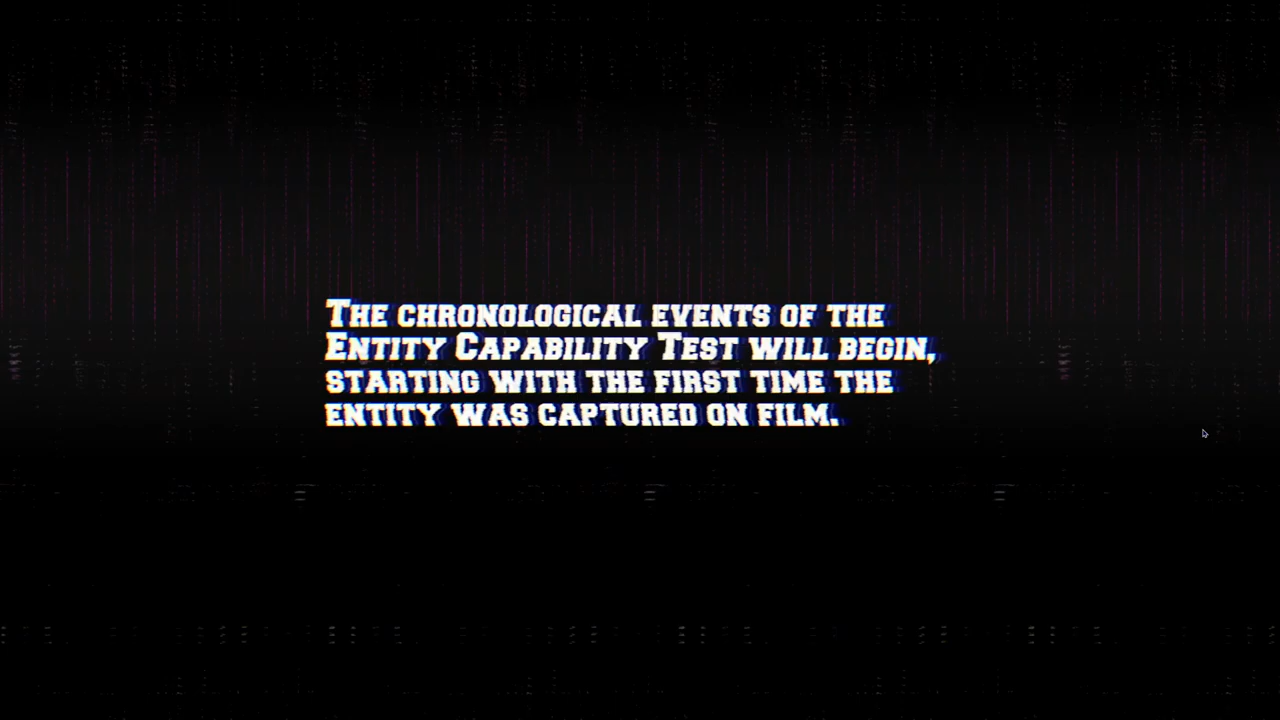 The chronological events of the
Entity Capability Test will begin,
starting with the first time the
entity was captured on film.